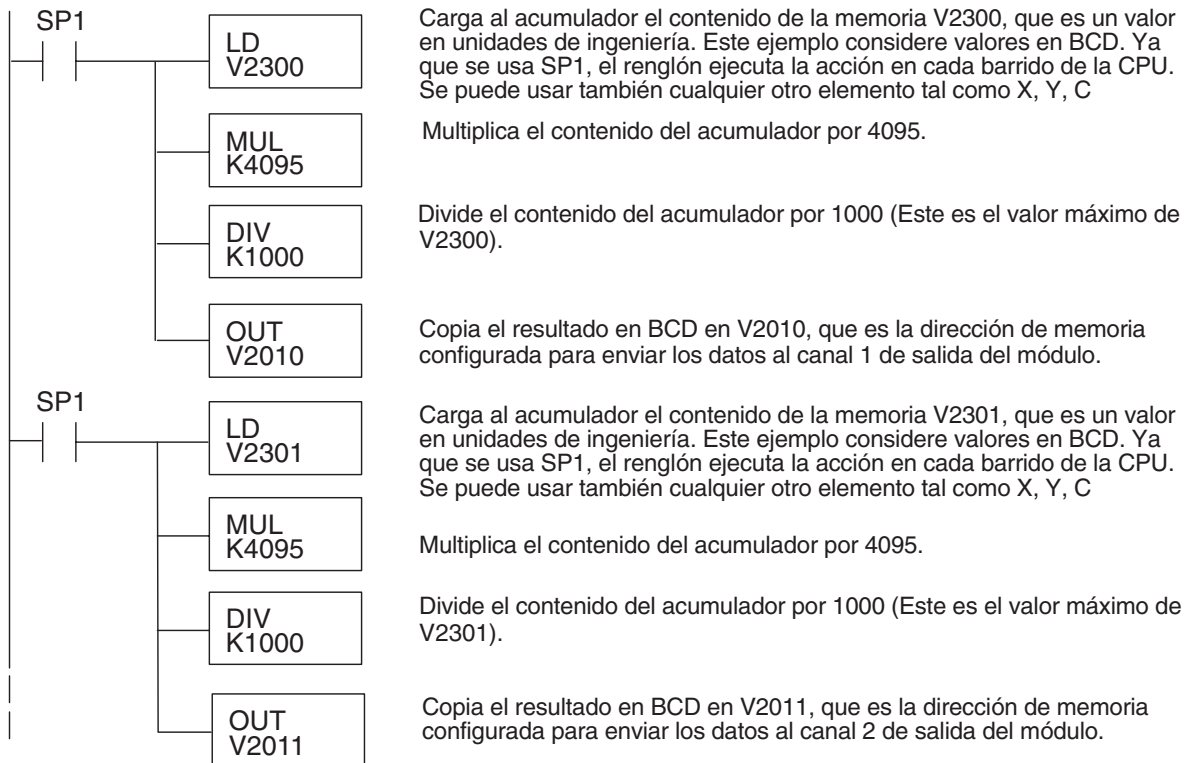 SP1
LD
V2300
Carga al acumulador el contenido de la memoria V2300, que es un valor
en unidades de ingeniería. Este ejemplo considere valores en BCD. Ya
que se usa SP1, el renglón ejecuta la acción en cada barrido de la CPU.
Se puede usar también cualquier otro elemento tal como X, Y, C
MUL
K4095
Multiplica el contenido del acumulador por 4095.
DIV
K1000
Divide el contenido del acumulador por 1000 (Este es el valor máximo de
V2300).
OUT
V2010
Copia el resultado en BCD en V2010, que es la dirección de memoria
configurada para enviar los datos al canal 1 de salida del módulo.
SP1
LD
V2301
Carga al acumulador el contenido de la memoria V2301, que es un valor
en unidades de ingeniería. Este ejemplo considere valores en BCD. Ya
que se usa SP1, el renglón ejecuta la acción en cada barrido de la CPU.
Se puede usar también cualquier otro elemento tal como X, Y, C
MUL
K4095
Multiplica el contenido del acumulador por 4095.
DIV
K1000
Divide el contenido del acumulador por 1000 (Este es el valor máximo de
V2301).
OUT
V2011
Copia el resultado en BCD en V2011, que es la dirección de memoria
configurada para enviar los datos al canal 2 de salida del módulo.